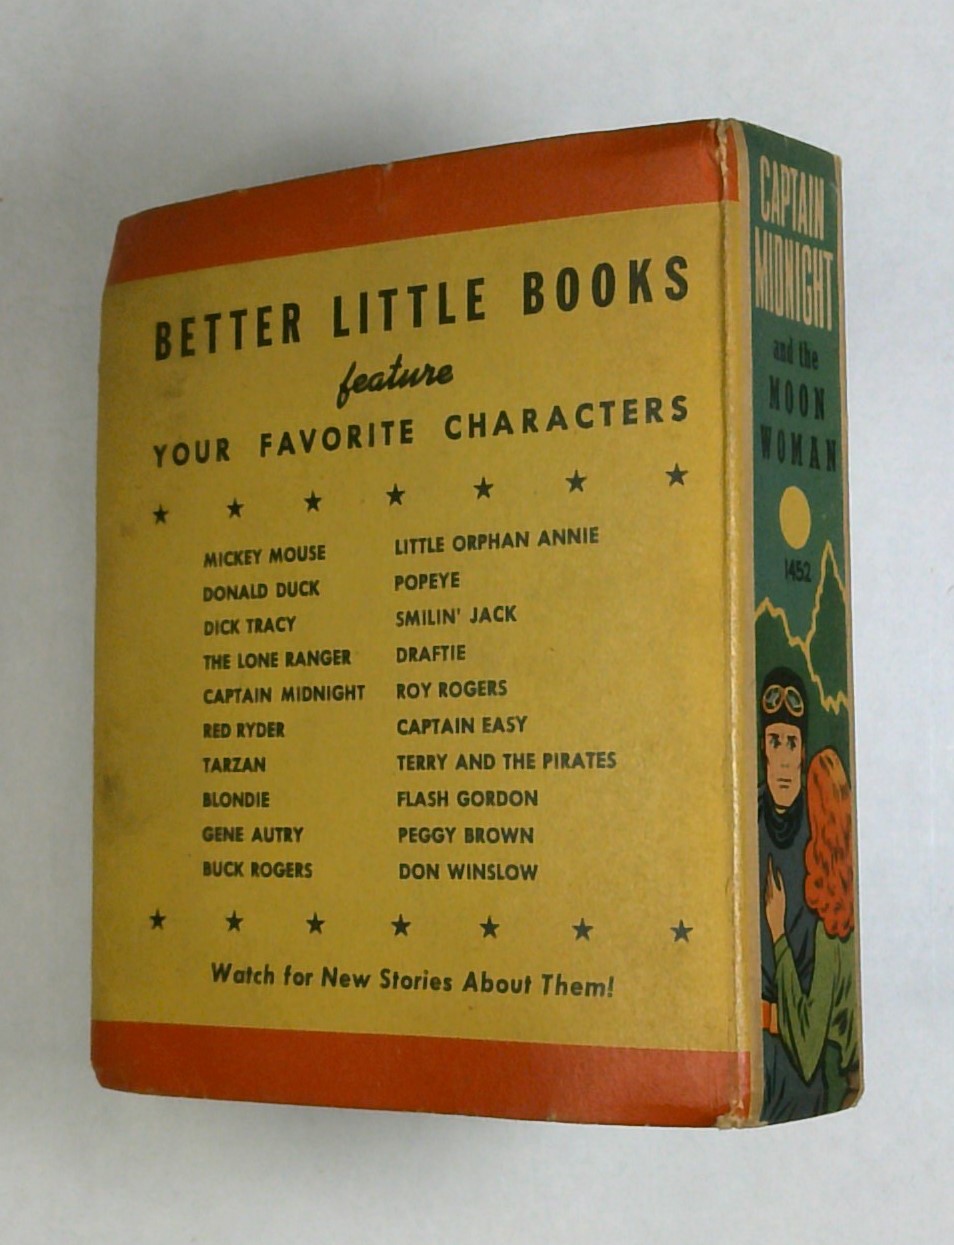 BETTER LITTLE BOOKS
feature
YOUR FAVORITE CHARACTERS
MICKEY MOUSE
DONALD DUCK
DICK TRACY
THE LONE RANGER
CAPTAIN MIDNIGHT
RED RYDER
TARZAN
BLONDIE
GENE AUTRY
BUCK ROGERS
LITTLE ORPHAN ANNIE
POPEYE
SMILIN' JACK
DRAFTIE
ROY ROGERS
CAPTAIN EASY
TERRY AND THE PIRATES
FLASH GORDON
PEGGY BROWN
DON WINSLOW
Watch for New Stories About Them!
CAPTAIN
MIDNIGHT
and the
MOON
WOMAN
1452